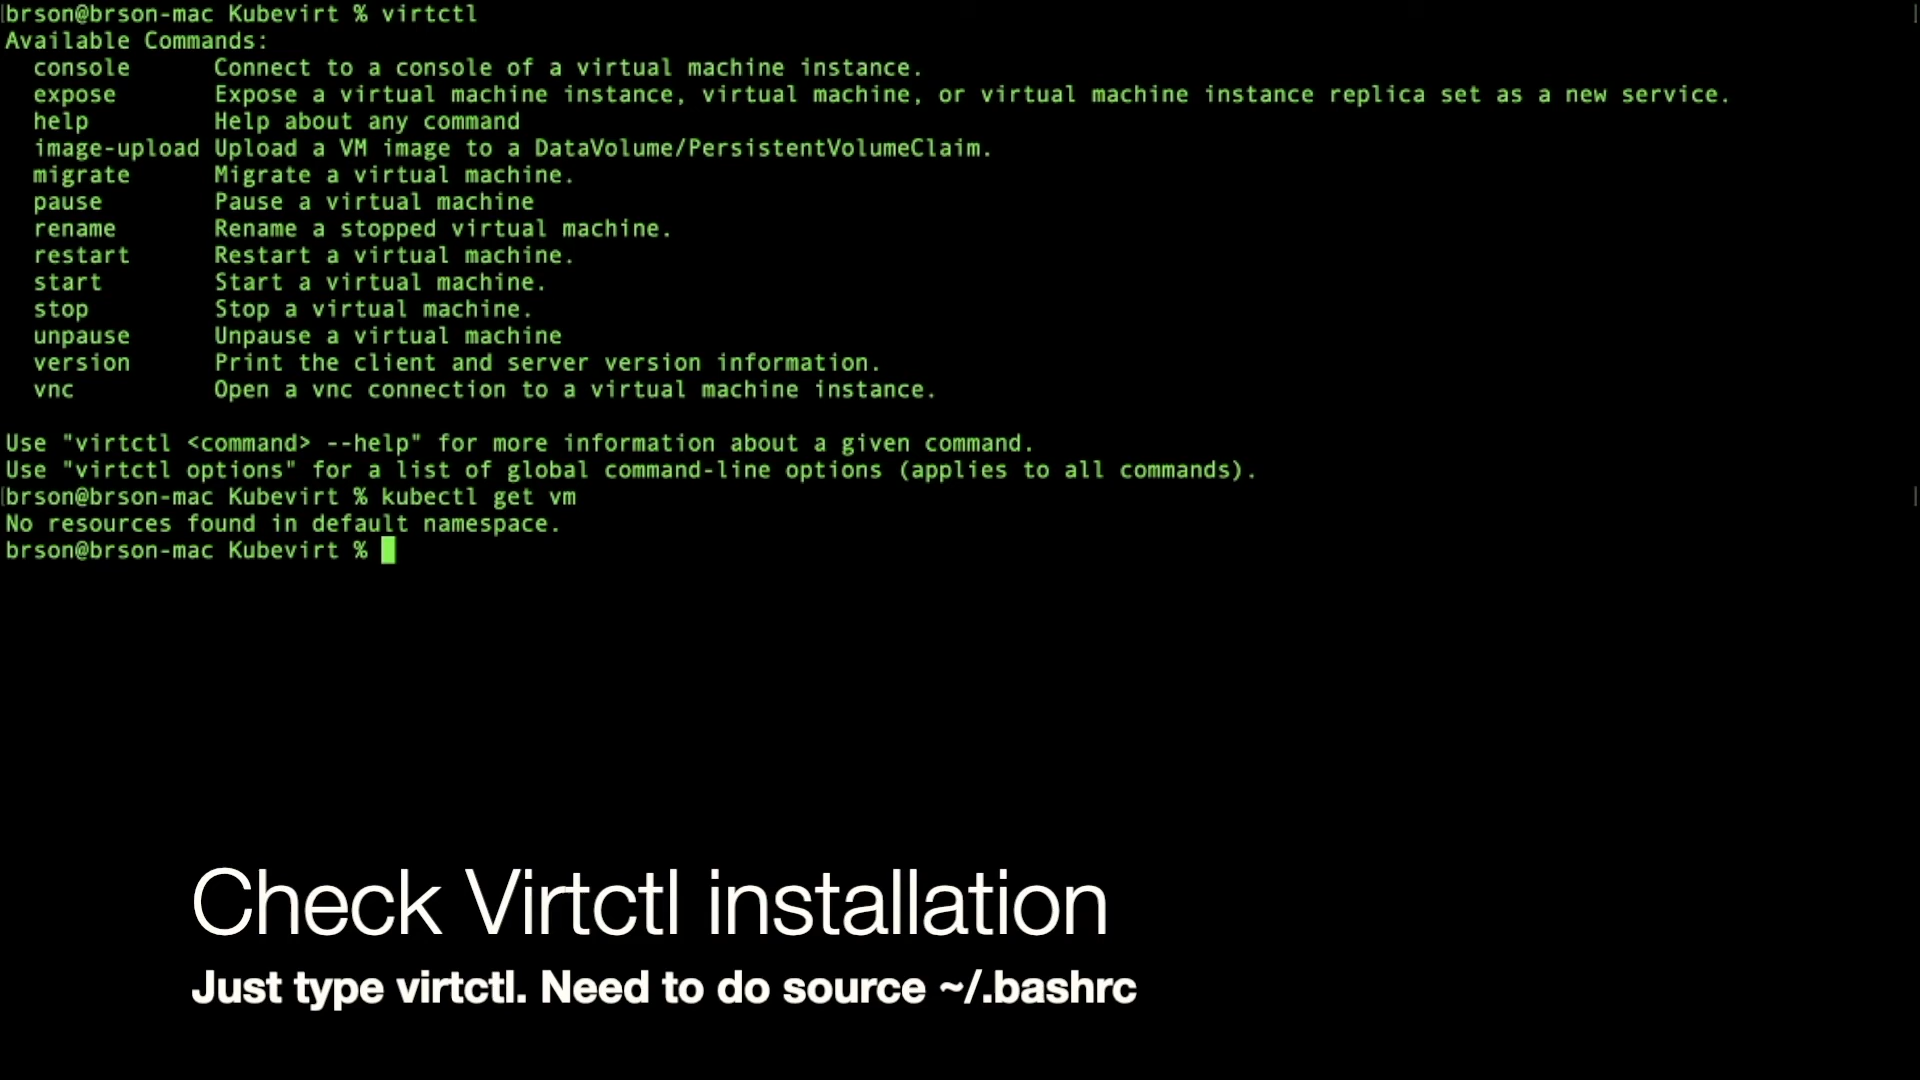 brson@brson-mac Kubevirt % virtctl
Available Commands:
  console      Connect to a console of a virtual machine instance.
  expose       Expose a virtual machine instance, virtual machine, or virtual machine instance replica set as a new service.
  help         Help about any command
  image-upload Upload a VM image to a DataVolume/PersistentVolumeClaim.
  migrate      Migrate a virtual machine.
  pause        Pause a virtual machine
  rename       Rename a stopped virtual machine.
  restart      Restart a virtual machine.
  start        Start a virtual machine.
  stop         Stop a virtual machine.
  unpause      Unpause a virtual machine
  version      Print the client and server version information.
  vnc          Open a vnc connection to a virtual machine instance.

Use "virtctl <command> --help" for more information about a given command.
Use "virtctl options" for a list of global command-line options (applies to all commands).
brson@brson-mac Kubevirt % kubectl get vm
No resources found in default namespace.
brson@brson-mac Kubevirt %
Check Virtctl installation
Just type virtctl. Need to do source ~/.bashrc